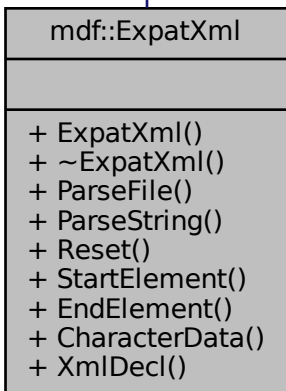 mdf::ExpatXml
+ ExpatXml()
+ ~ExpatXml()
+ ParseFile()
+ ParseString()
+ Reset()
+ StartElement()
+ EndElement()
+ CharacterData()
+ XmlDecl()